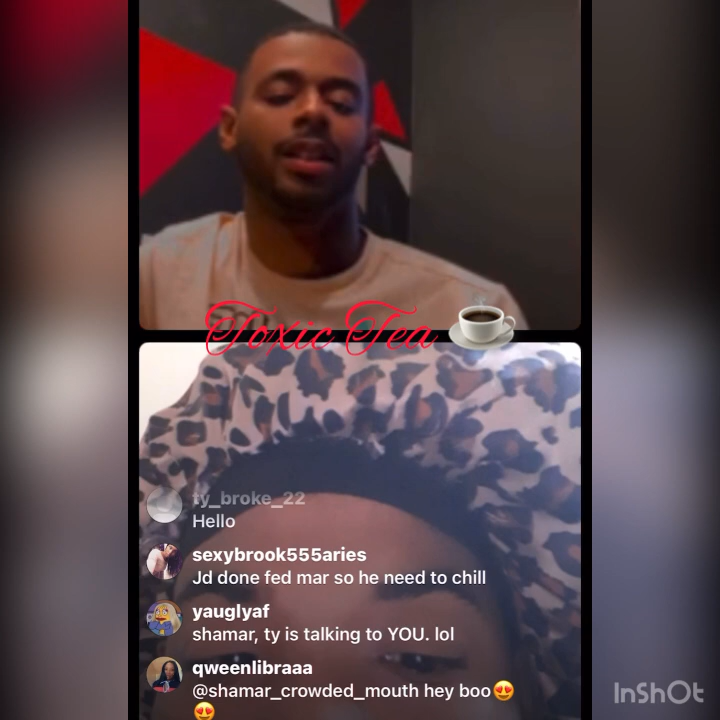 Toxic Tea
ty_broke_22
Hello
sexybrook555aries
Jd done fed mar so he need to chill
yauglyaf
shamar, ty is talking to YOU. lol
qweenlibraaa
@shamar_crowded_mouth hey boo😍
😍
InShOt